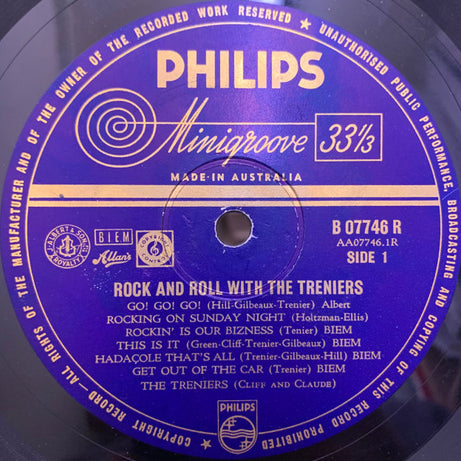 COPYRIGHT RECORD—ALL RIGHTS OF THE MANUFACTURER AND OF THE OWNER OF THE RECORDED WORK RESERVED ★ UNAUTHORISED PUBLIC PERFORMANCE, BROADCASTING AND COPYING OF THIS RECORD PROHIBITED ★
PHILIPS
Minigroove 33⅓
MADE·IN AUSTRALIA
J. ALBERT & SON
ROYALTY
BIEM
Allan's
COPYRIGHT
B 07746 R
AA07746.1R
SIDE 1
ROCK AND ROLL WITH THE TRENIERS
GO! GO! GO! (Hill-Gilbeaux-Trenier) Albert
ROCKING ON SUNDAY NIGHT (Holtzman-Ellis)
ROCKIN' IS OUR BIZNESS (Tenier) BIEM
THIS IS IT (Green-Cliff-Trenier-Gilbeaux) BIEM
HADAÇOLE THAT'S ALL (Trenier-Gilbeaux-Hill) BIEM
GET OUT OF THE CAR (Trenier) BIEM
THE TRENIERS (CLIFF AND CLAUDE)
PHILIPS